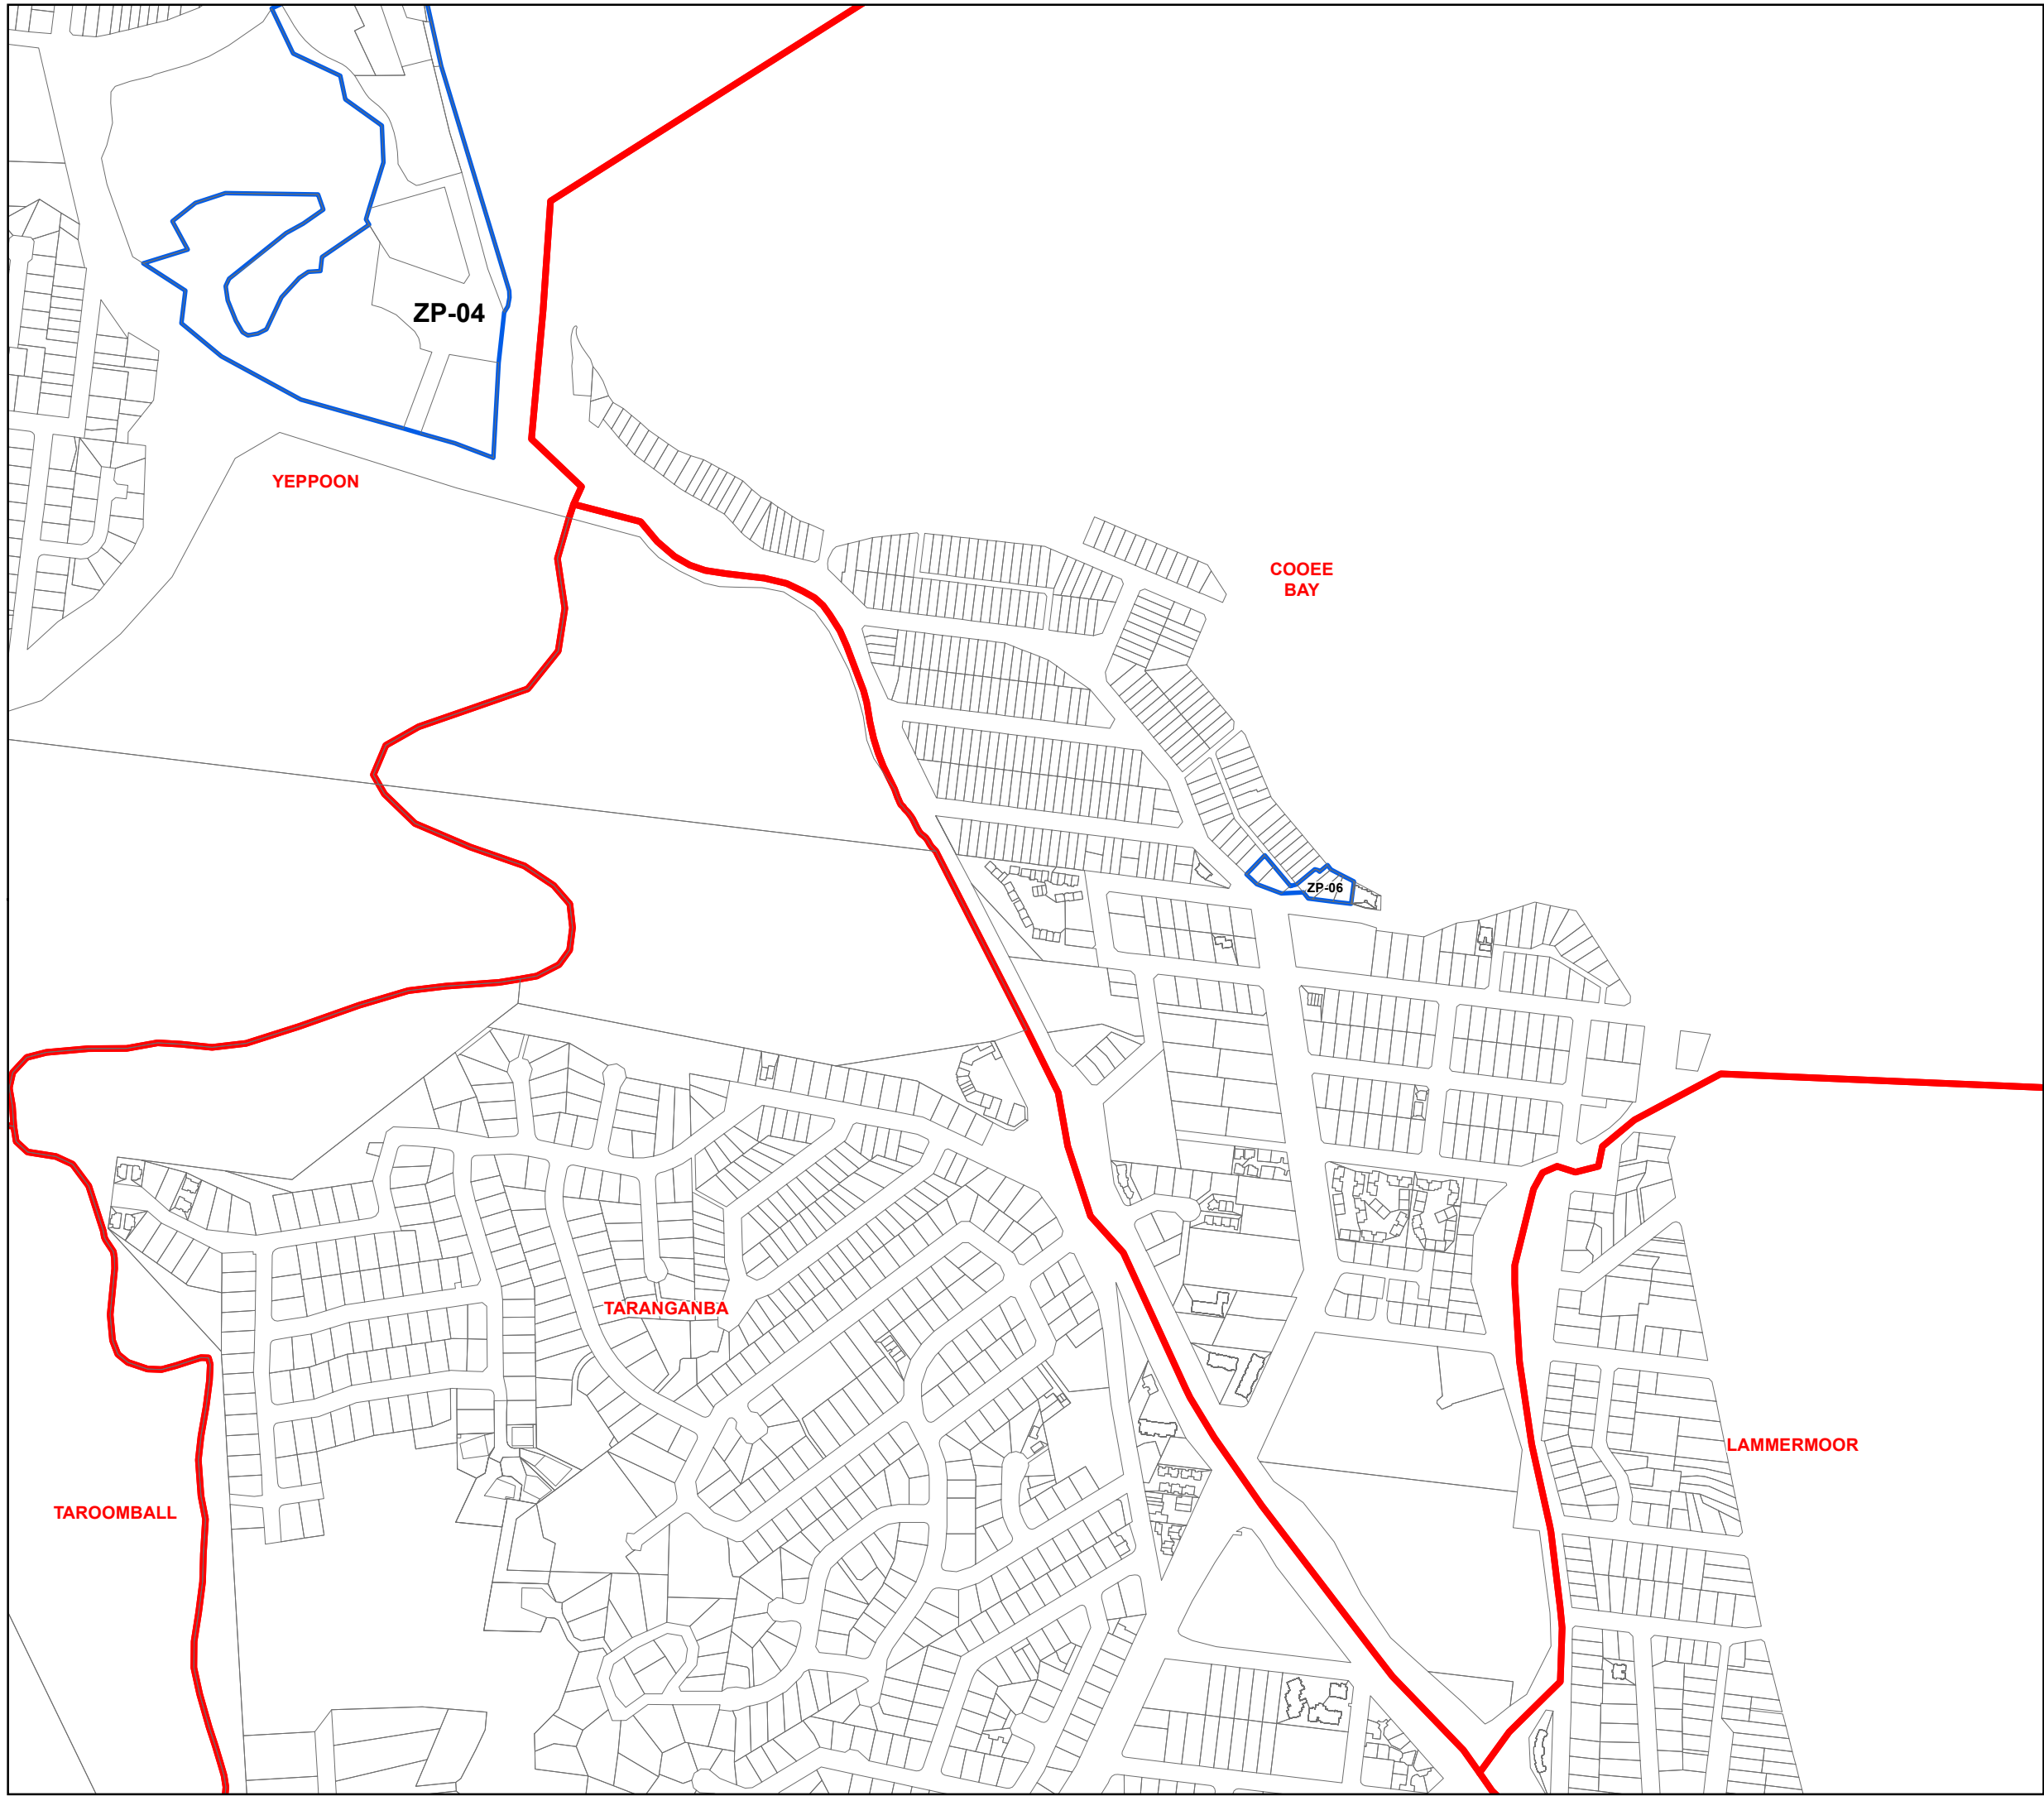 ZP-04
YEPPOON
COOEE
BAY
ZP-06
TARANGANBA
LAMMERMOOR
TAROOMBALL